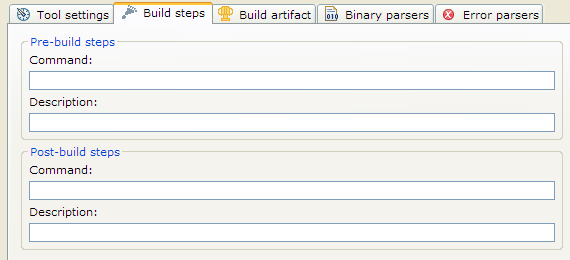 Tool settings Build steps Build artifact Binary parsers Error parsers
Pre-build steps
Command:
Description:
Post-build steps
Command:
Description: